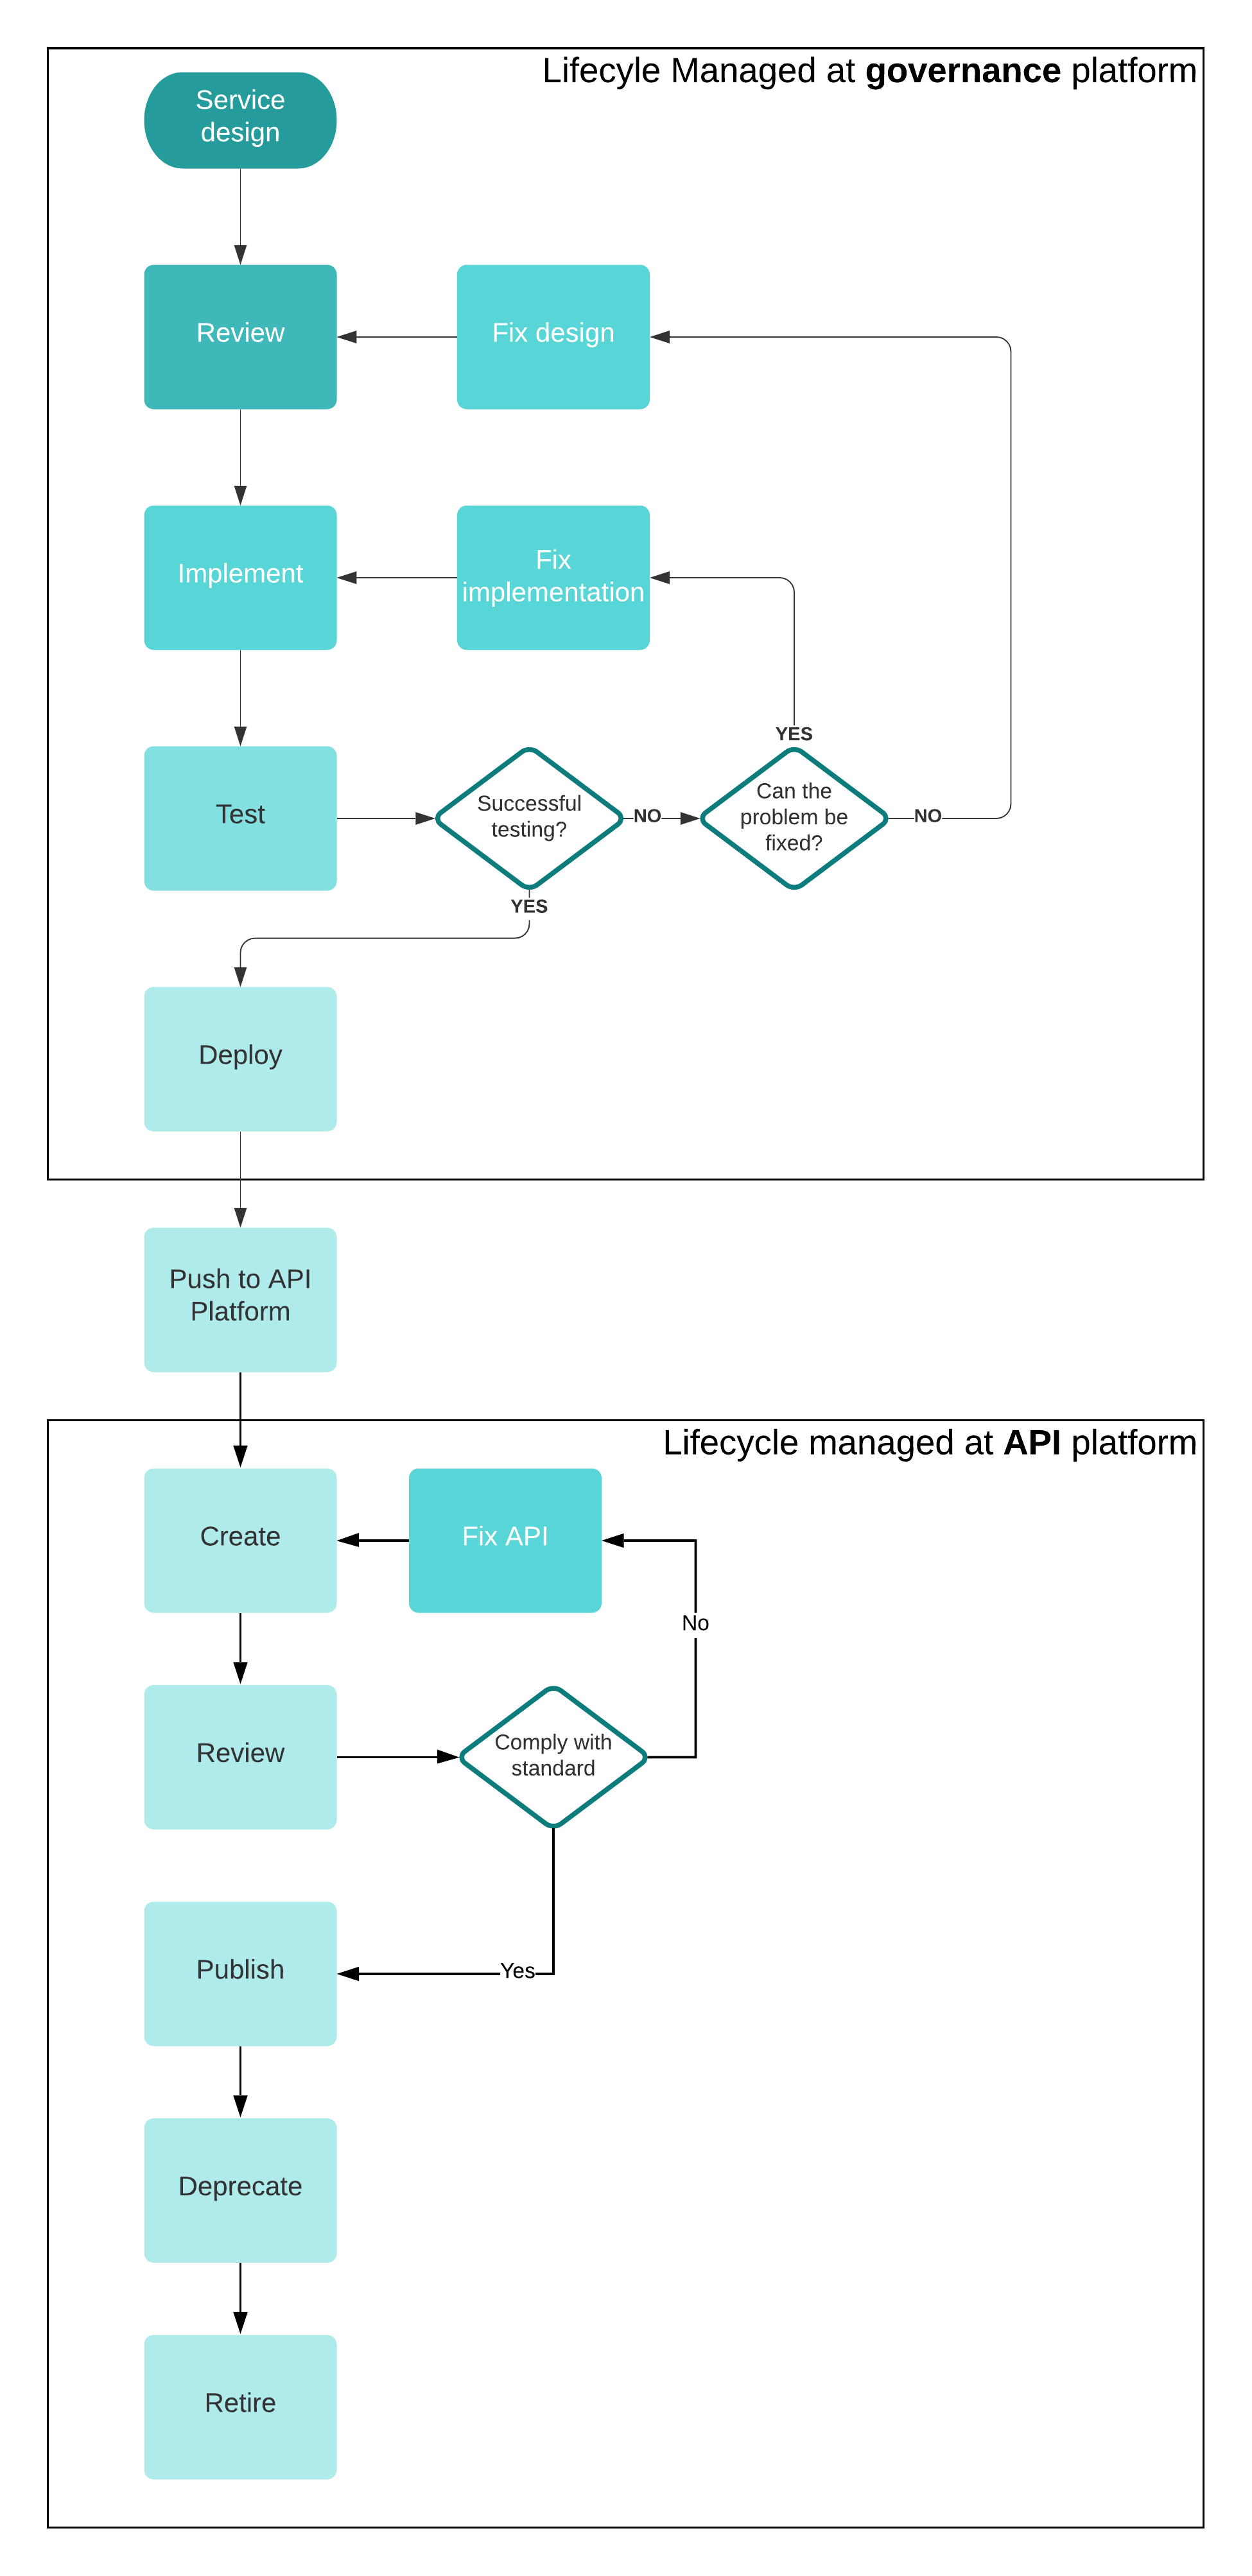 Lifecyle Managed at governance platform
Service
design
Review
Fix design
Implement
Fix
implementation
YES
Test
Successful
testing?
NO
Can the
problem be
fixed?
NO
YES
Deploy
Push to API
Platform
Lifecycle managed at API platform
Create
Fix API
No
Review
Comply with
standard
Publish
Yes
Deprecate
Retire